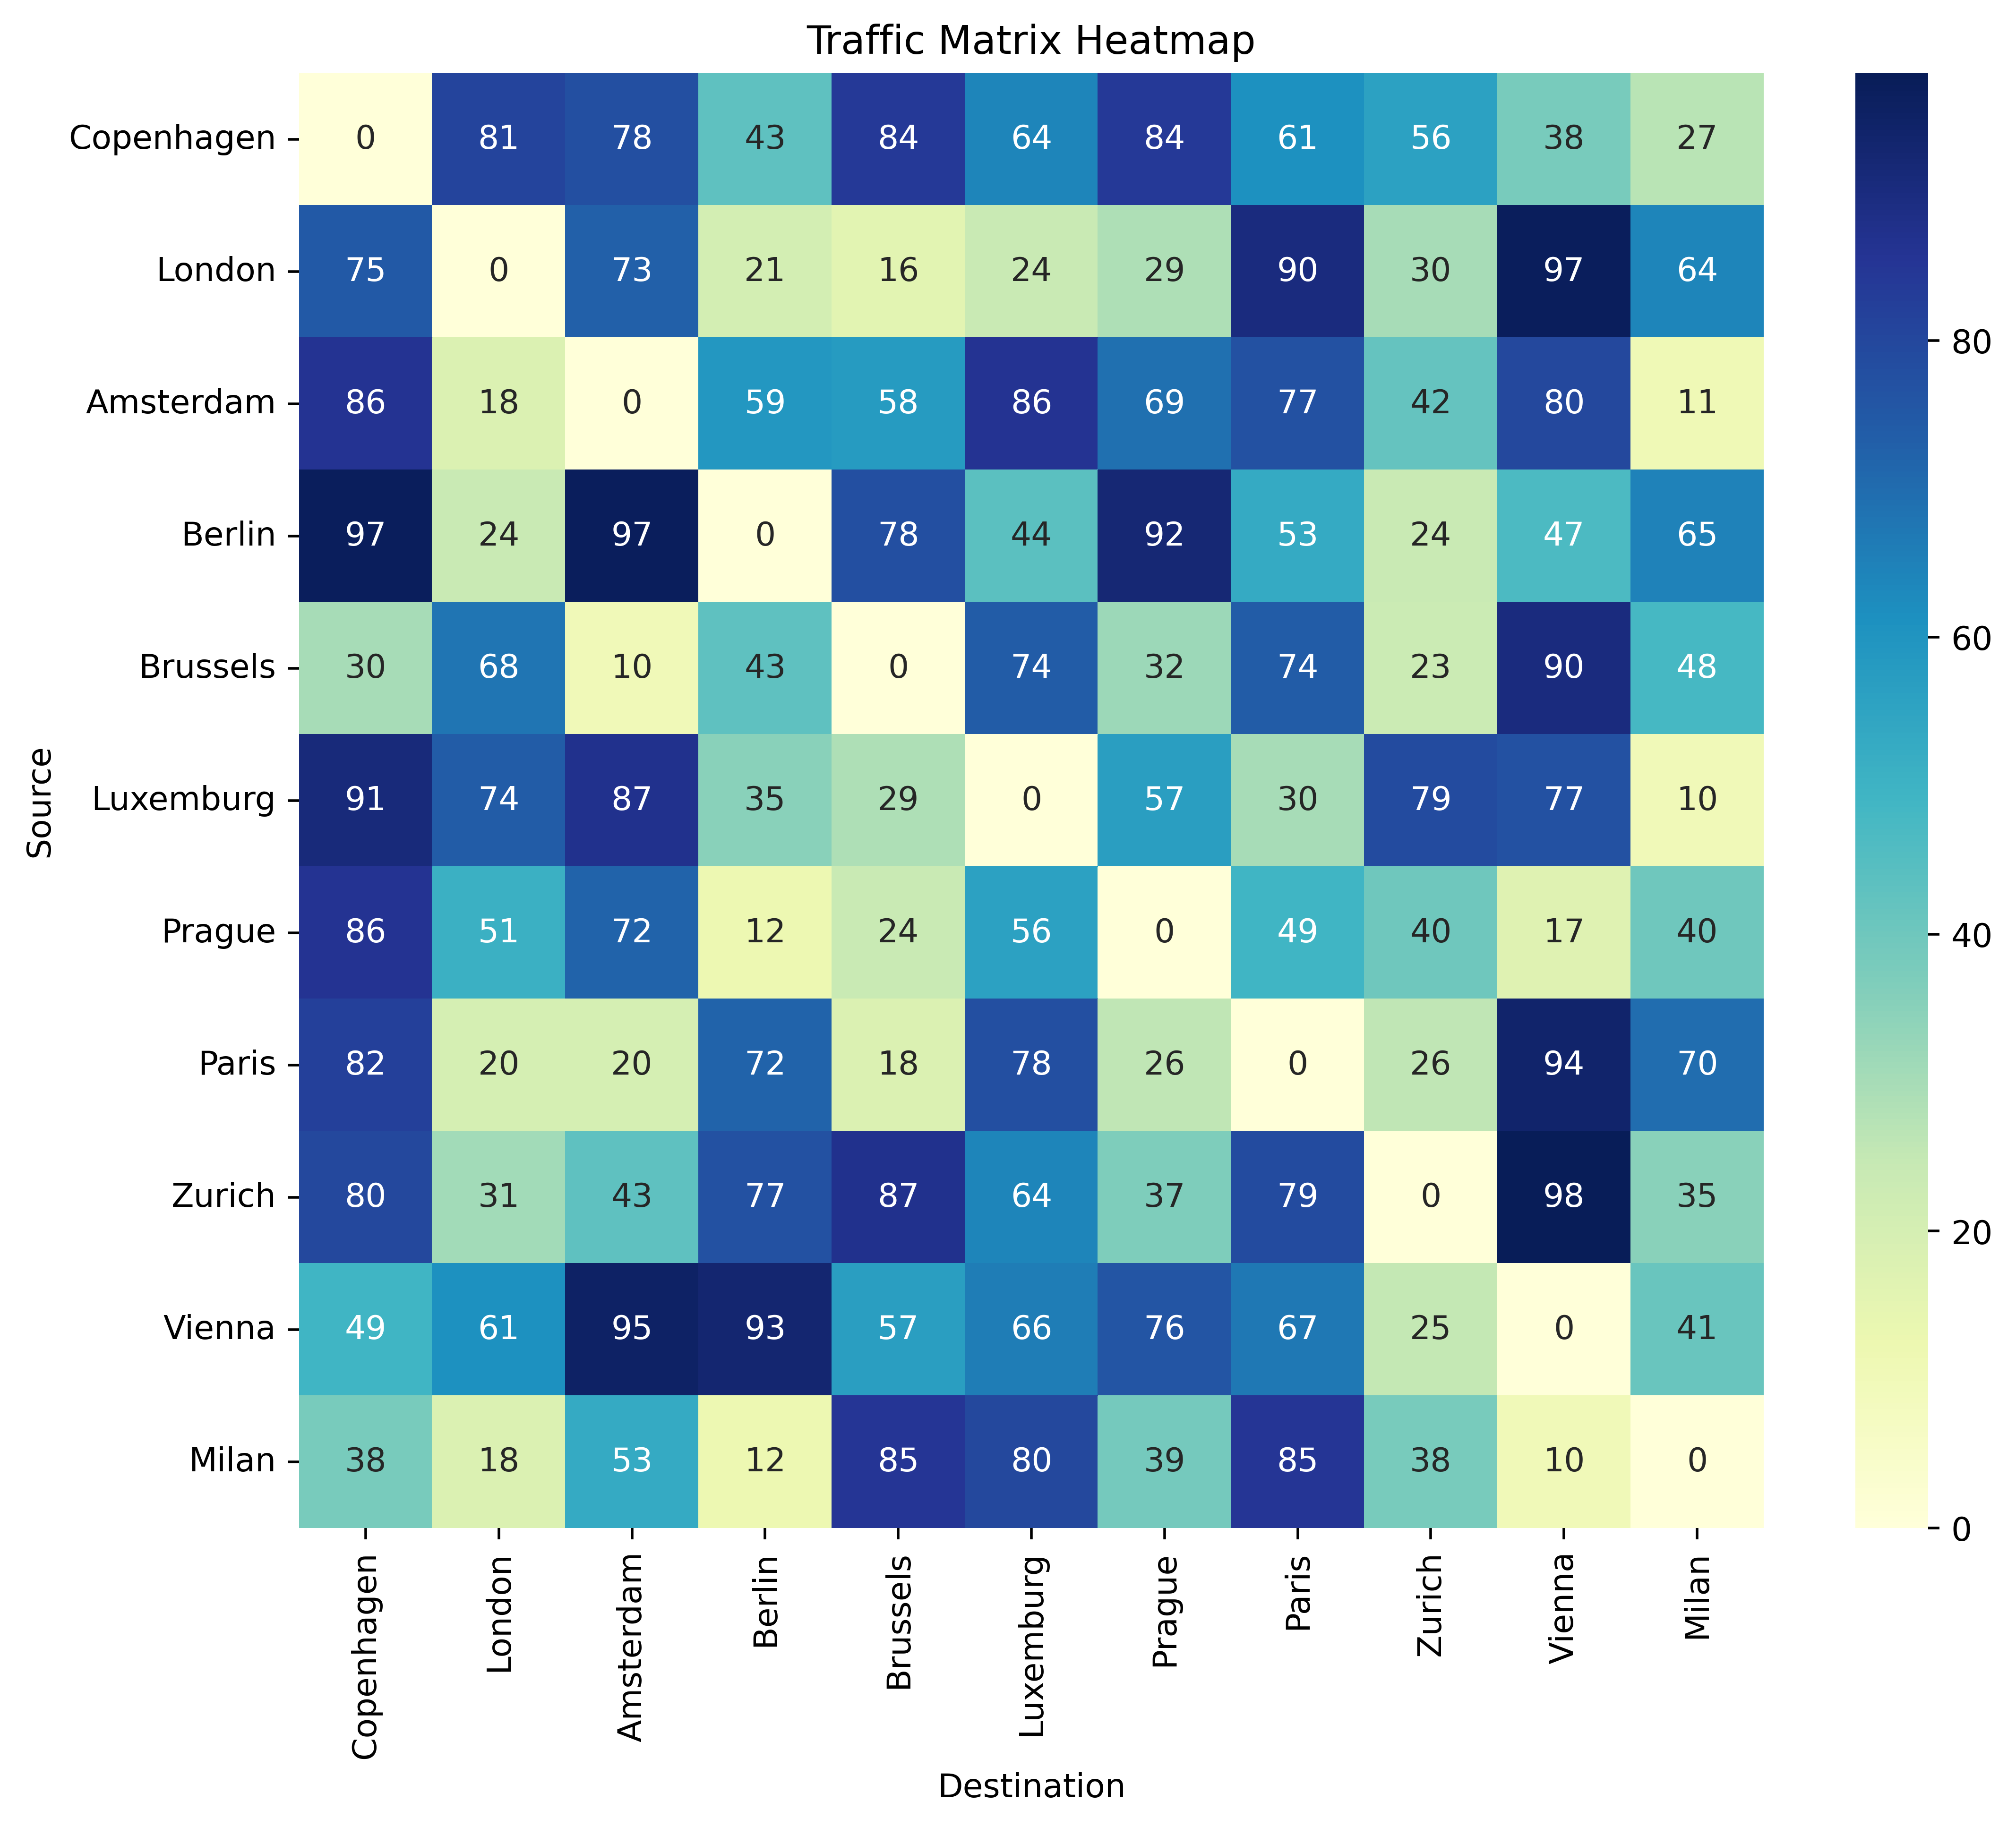 Traffic Matrix Heatmap
Copenhagen 0 81 78 43 84 64 84 61 56 38 27
London 75 0 73 21 16 24 29 90 30 97 64
Amsterdam 86 18 0 59 58 86 69 77 42 80 11
Berlin 97 24 97 0 78 44 92 53 24 47 65
Brussels 30 68 10 43 0 74 32 74 23 90 48
Luxemburg 91 74 87 35 29 0 57 30 79 77 10
Prague 86 51 72 12 24 56 0 49 40 17 40
Paris 82 20 20 72 18 78 26 0 26 94 70
Zurich 80 31 43 77 87 64 37 79 0 98 35
Vienna 49 61 95 93 57 66 76 67 25 0 41
Milan 38 18 53 12 85 80 39 85 38 10 0
Source
Copenhagen London Amsterdam Berlin Brussels Luxemburg Prague Paris Zurich Vienna Milan
Destination
80
60
40
20
0